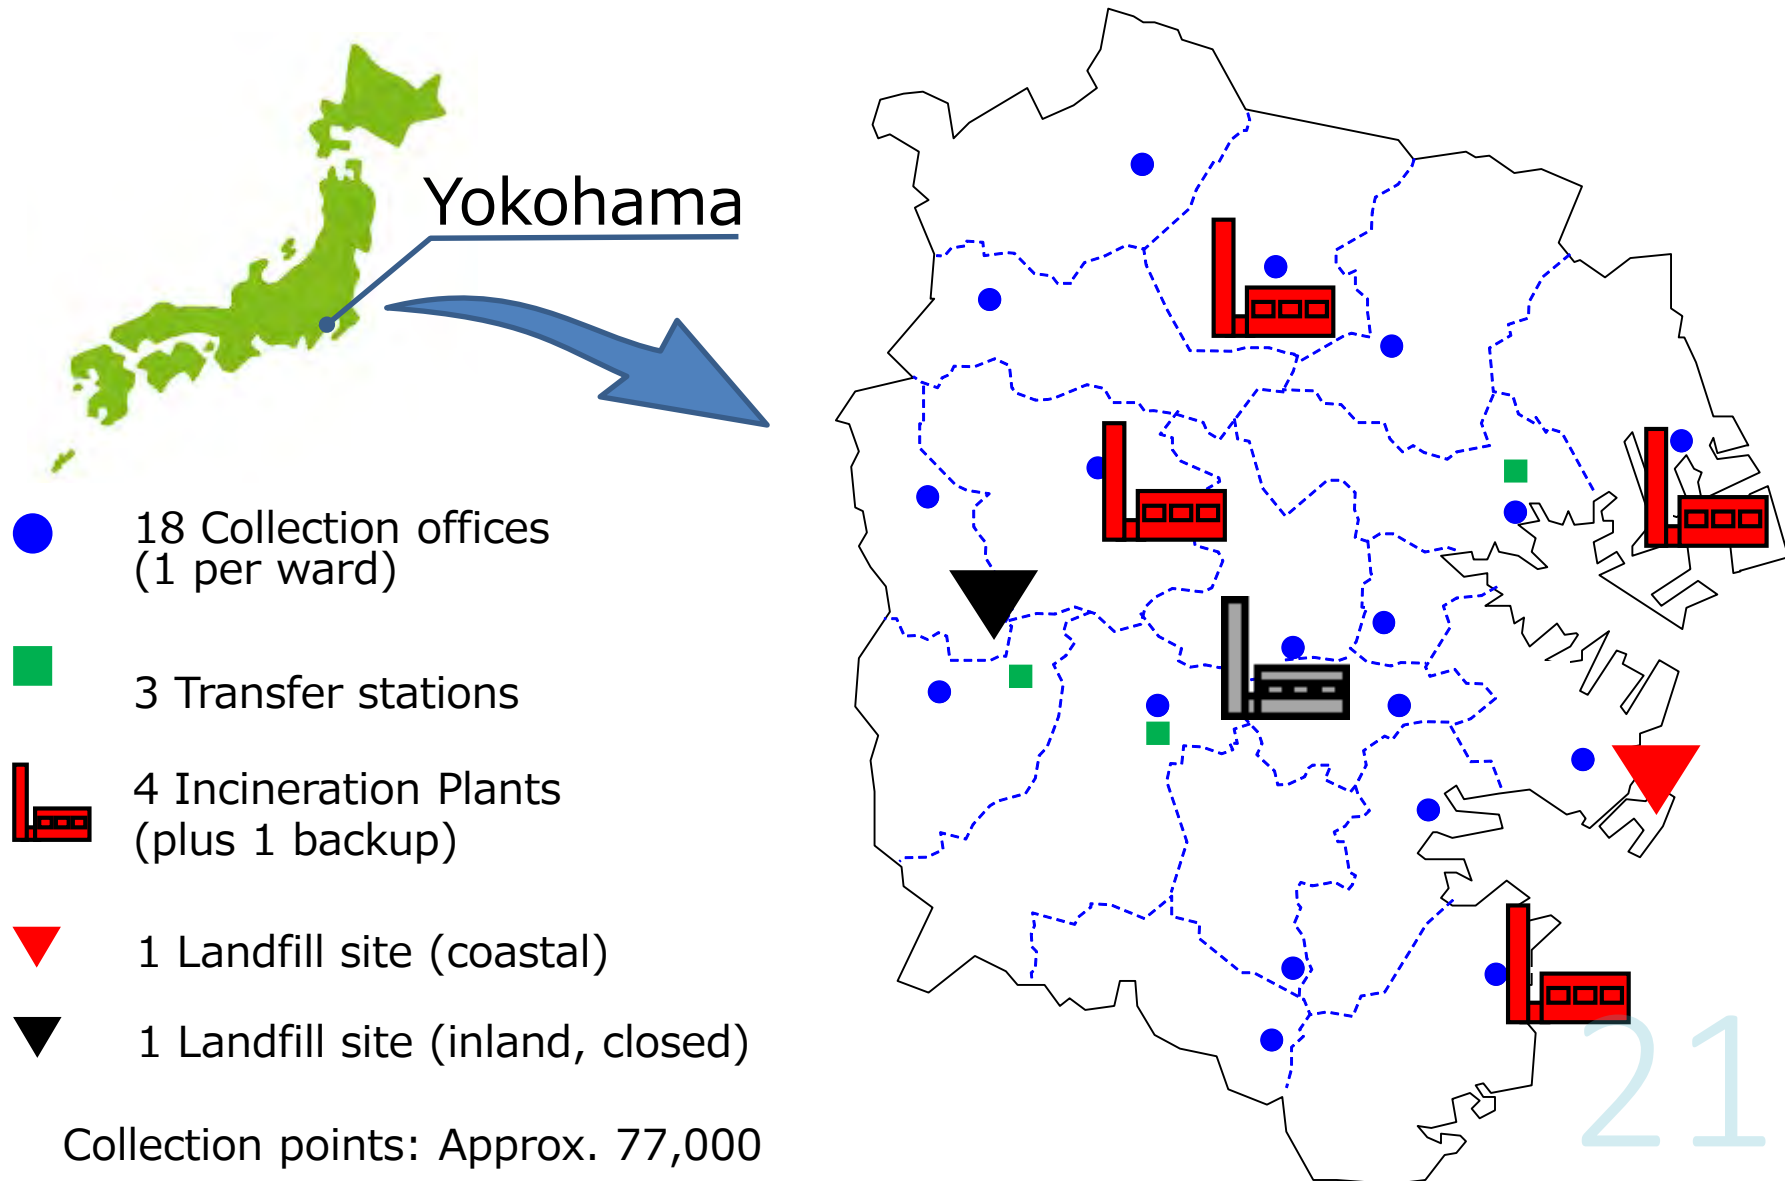 Yokohama
18 Collection offices
(1 per ward)
3 Transfer stations
4 Incineration Plants
(plus 1 backup)
1 Landfill site (coastal)
1 Landfill site (inland, closed)
Collection points: Approx. 77,000
21